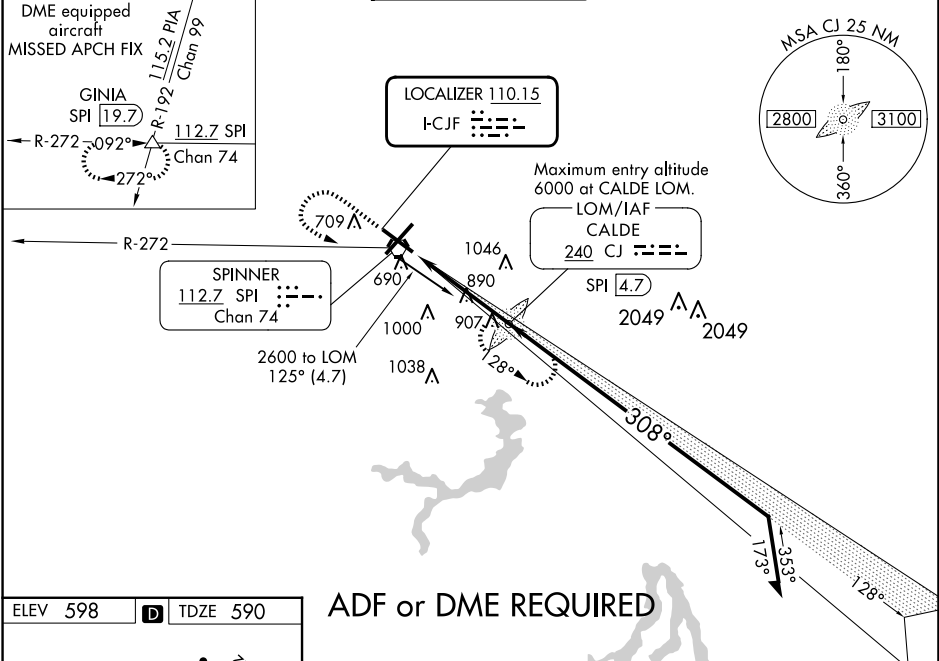 DME equipped
aircraft
MISSED APCH FIX
115.2 PIA
Chan 99
R-192
GINIA
SPI 19.7
112.7 SPI
R-272
092°
Chan 74
272°
LOCALIZER 110.15
I-CJF
MSA CJ 25 NM
180°
2800
3100
360°
Maximum entry altitude
6000 at CALDE LOM.
LOM/IAF
CALDE
240 CJ
SPI 4.7
709
R-272
1046
690
890
SPINNER
112.7 SPI
Chan 74
2049
2049
1000
907
2600 to LOM
125° (4.7)
1038
128°
308°
173°
353°
128°
ELEV 598
D
TDZE 590
ADF or DME REQUIRED